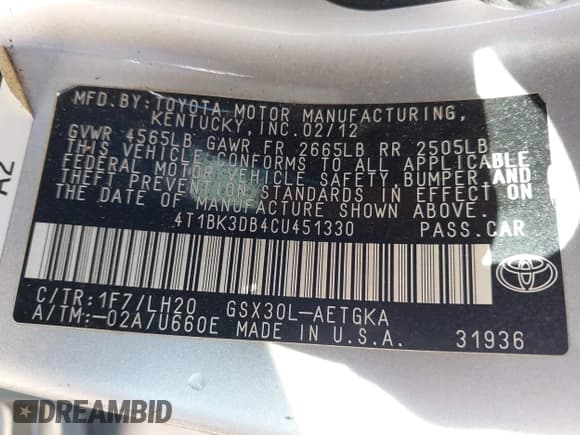 MFD.BY:TOYOTA MOTOR MANUFACTURING,
KENTUCKY, INC. 02/12
GVWR 4565LB GAWR FR 2665LB RR 2505LB
THIS VEHICLE CONFORMS TO ALL APPLICABLE
FEDERAL MOTOR VEHICLE SAFETY, BUMPER AND
THEFT PREVENTION STANDARDS IN EFFECT ON
THE DATE OF MANUFACTURE SHOWN ABOVE.
4T1BK3DB4CU451330 PASS.CAR
C/TR:1F7/LH20 GSX30L-AETGKA
A/TM:-02A/U660E MADE IN U.S.A. 31936
A2
DREAMBID